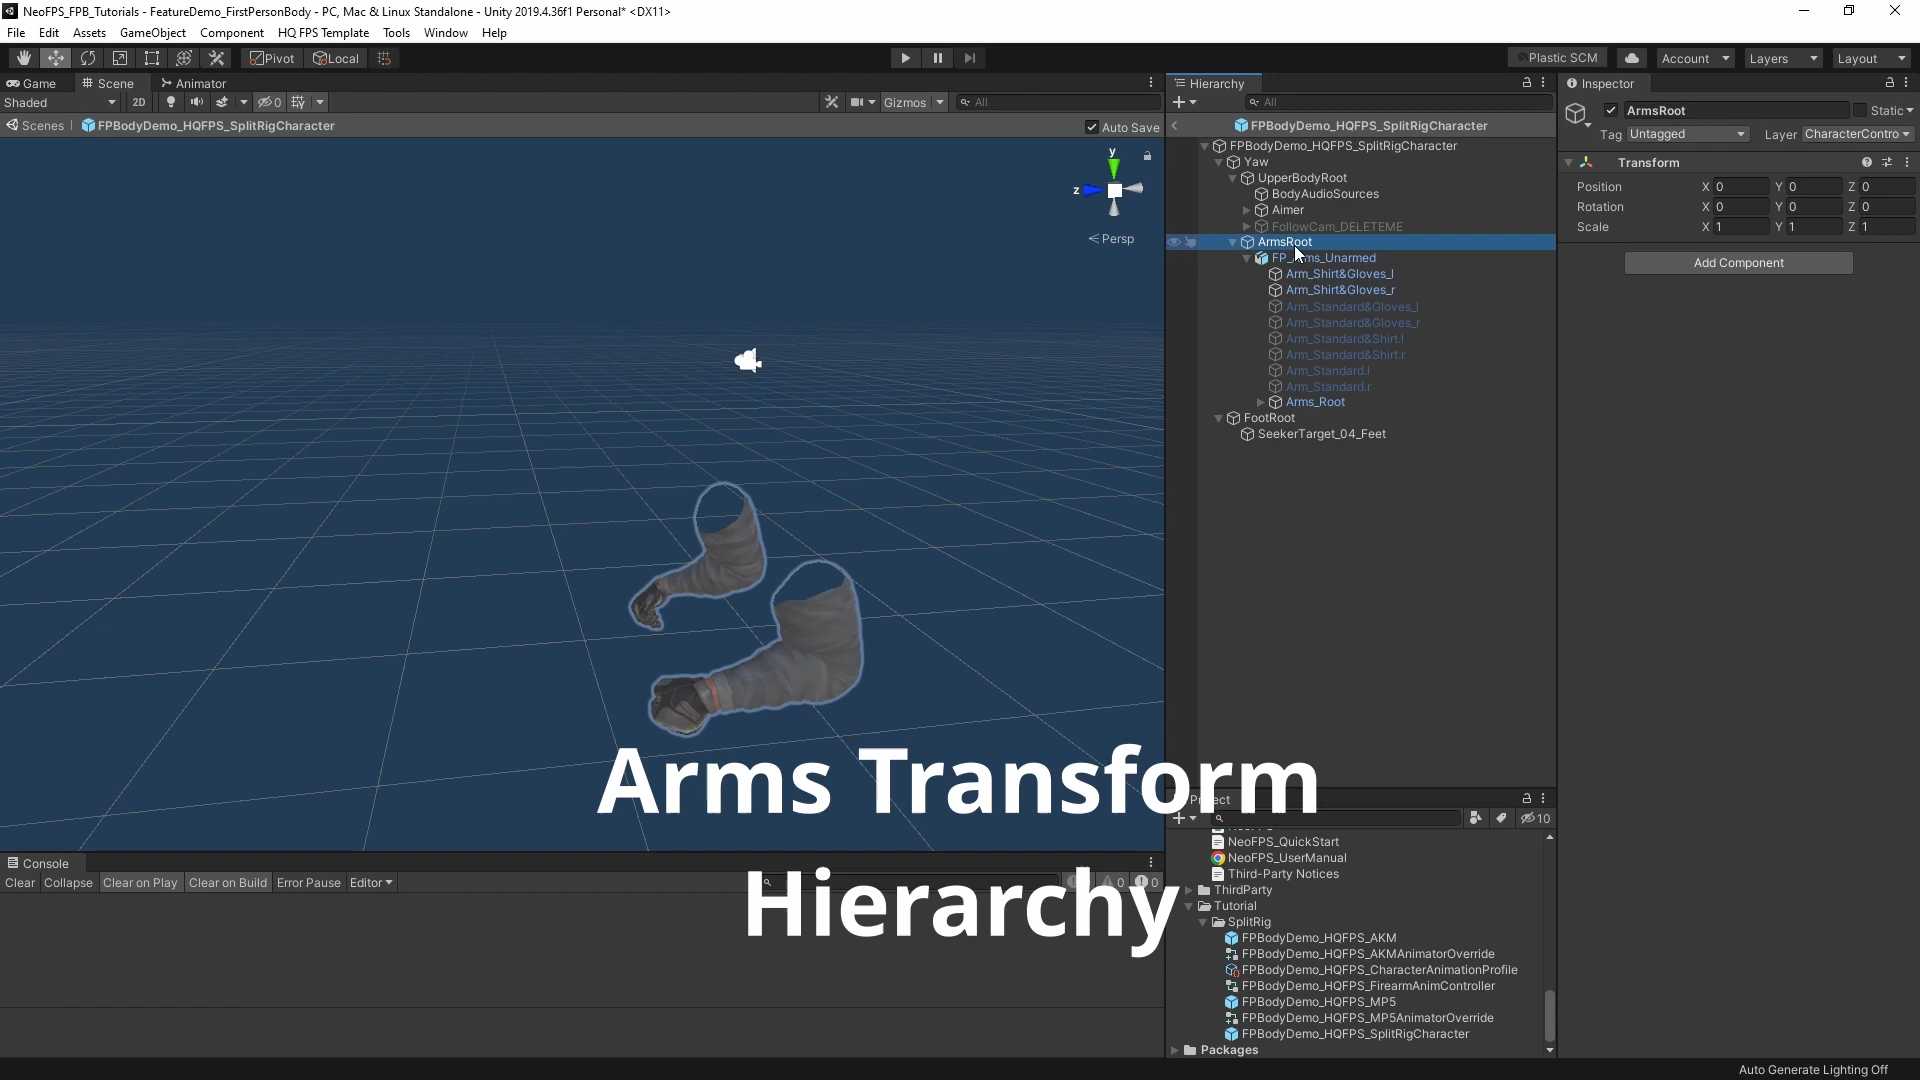 NeoFPS_FPB_Tutorials - FeatureDemo_FirstPersonBody - PC, Mac & Linux Standalone - Unity 2019.4.36f1 Personal* <DX11>
File Edit Assets GameObject Component HQ FPS Template Tools Window Help
Pivot Local Plastic SCM Account Layers Layout
Game Scene Animator
Shaded 2D 0 Gizmos All
Scenes FPBodyDemo_HQFPS_SplitRigCharacter Auto Save
y
z
Persp
Hierarchy
All
FPBodyDemo_HQFPS_SplitRigCharacter
FPBodyDemo_HQFPS_SplitRigCharacter
Yaw
UpperBodyRoot
BodyAudioSources
Aimer
FollowCam_DELETEME
ArmsRoot
FP_Arms_Unarmed
Arm_Shirt&Gloves_l
Arm_Shirt&Gloves_r
Arm_Standard&Gloves_l
Arm_Standard&Gloves_r
Arm_Standard&Shirt.l
Arm_Standard&Shirt.r
Arm_Standard.l
Arm_Standard.r
Arms_Root
FootRoot
SeekerTarget_04_Feet
Inspector
ArmsRoot Static
Tag Untagged Layer CharacterContro
Transform
Position X 0 Y 0 Z 0
Rotation X 0 Y 0 Z 0
Scale X 1 Y 1 Z 1
Add Component
Arms Transform
Hierarchy
Project
10
NeoFPS_QuickStart
NeoFPS_UserManual
Third-Party Notices
ThirdParty
Tutorial
SplitRig
FPBodyDemo_HQFPS_AKM
FPBodyDemo_HQFPS_AKMAnimatorOverride
FPBodyDemo_HQFPS_CharacterAnimationProfile
FPBodyDemo_HQFPS_FirearmAnimController
FPBodyDemo_HQFPS_MP5
FPBodyDemo_HQFPS_MP5AnimatorOverride
FPBodyDemo_HQFPS_SplitRigCharacter
Packages
Console
Clear Collapse Clear on Play Clear on Build Error Pause Editor 0 0
Auto Generate Lighting Off